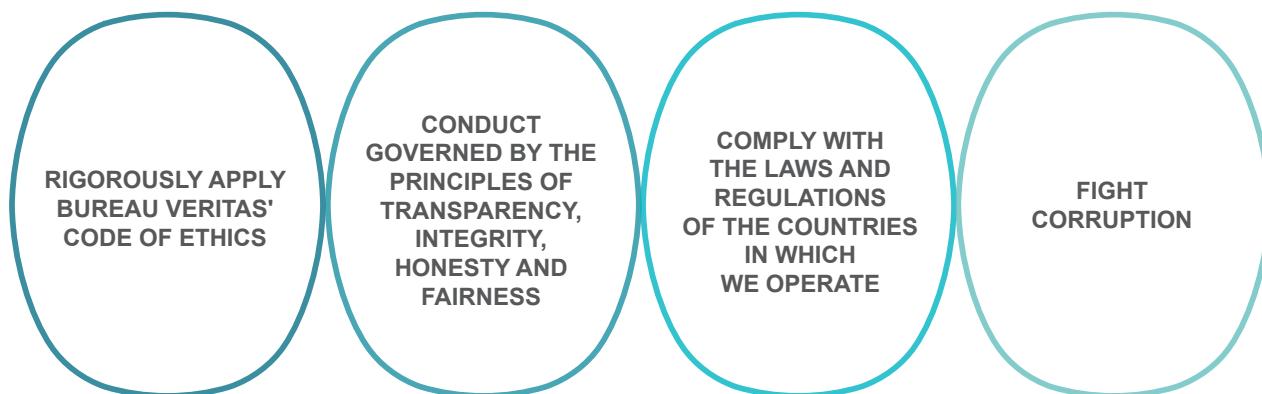 RIGOROUSLY APPLY
BUREAU VERITAS'
CODE OF ETHICS
CONDUCT
GOVERNED BY THE
PRINCIPLES OF
TRANSPARENCY,
INTEGRITY,
HONESTY AND
FAIRNESS
COMPLY WITH
THE LAWS AND
REGULATIONS
OF THE COUNTRIES
IN WHICH
WE OPERATE
FIGHT
CORRUPTION